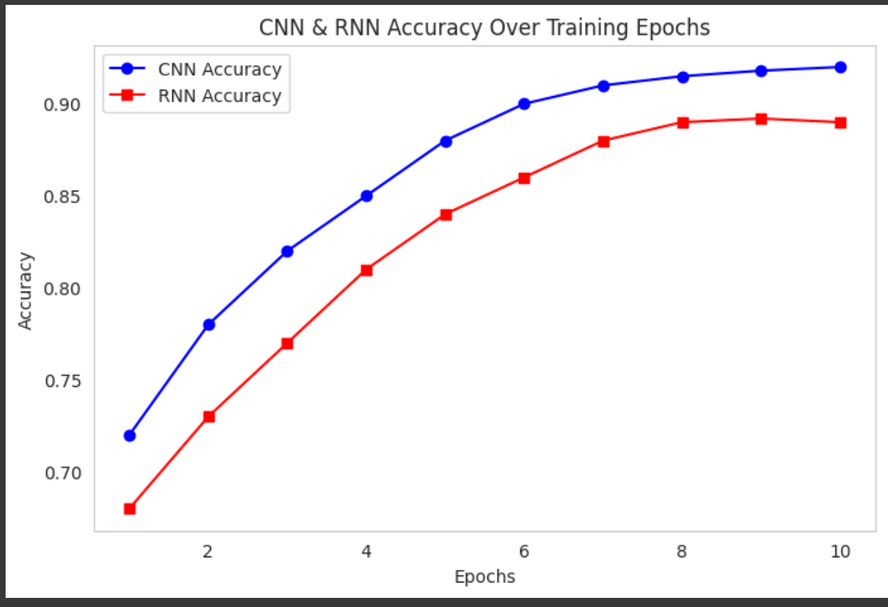 CNN & RNN Accuracy Over Training Epochs
CNN Accuracy
RNN Accuracy
0.90
0.85
0.80
0.75
0.70
Accuracy
2 4 6 8 10
Epochs